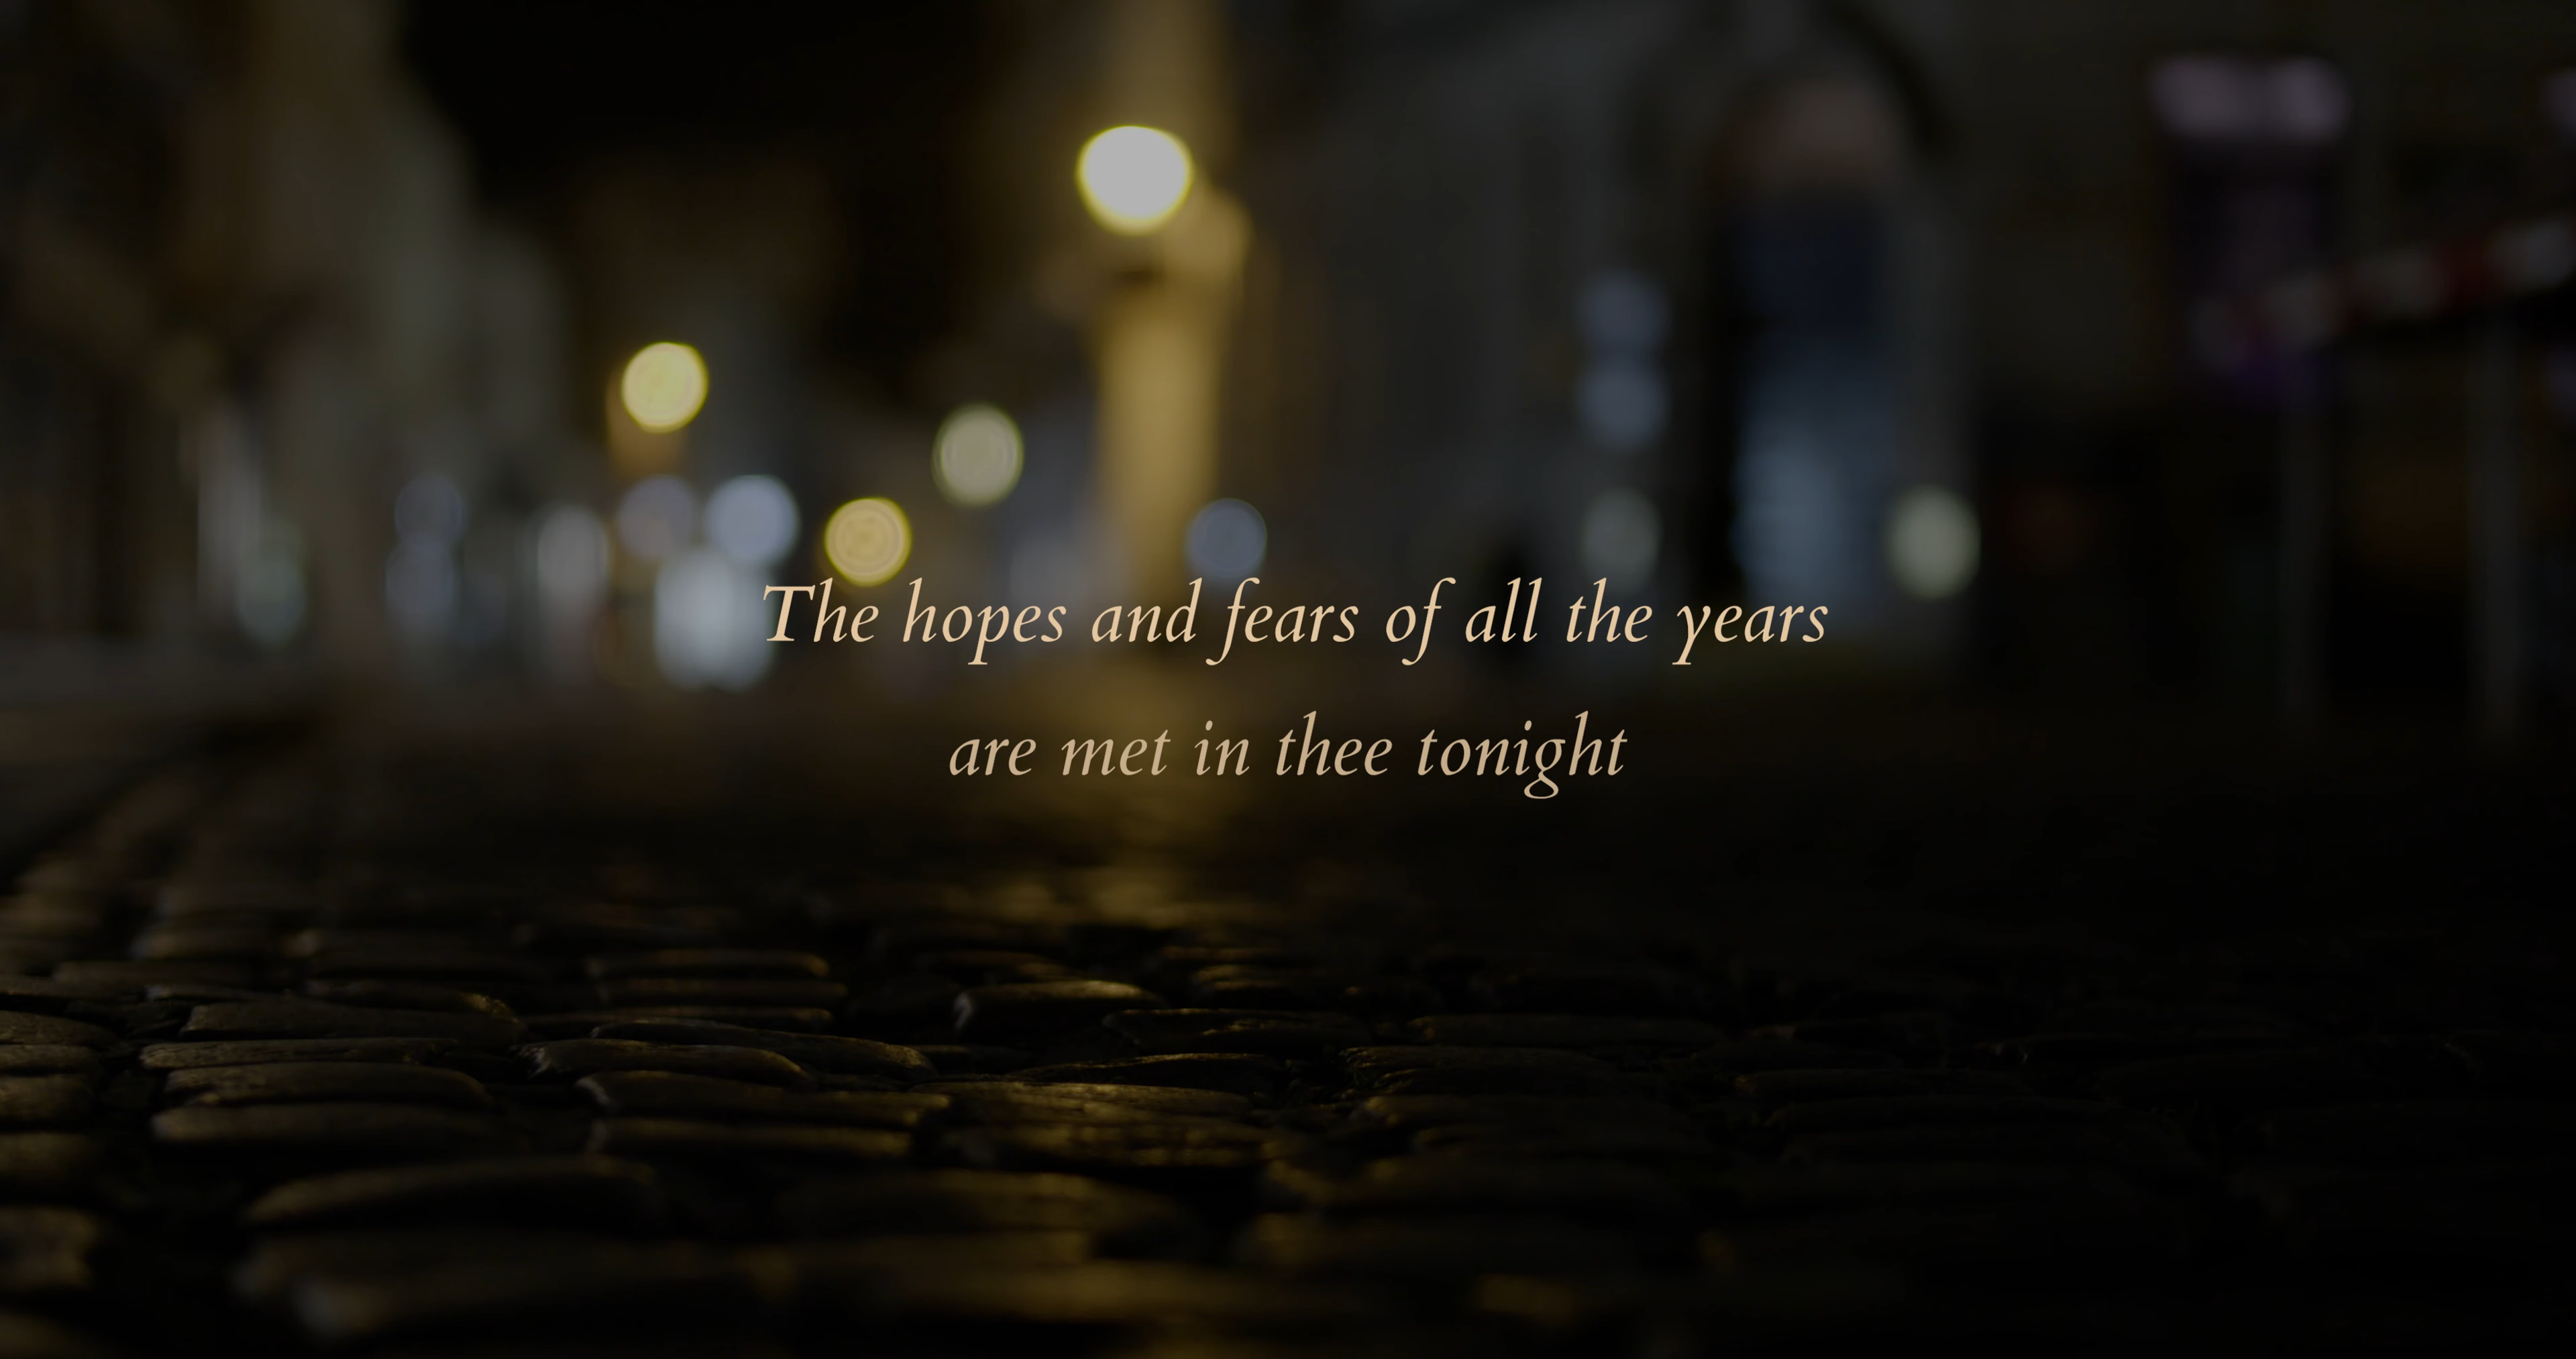 The hopes and fears of all the years
are met in thee tonight